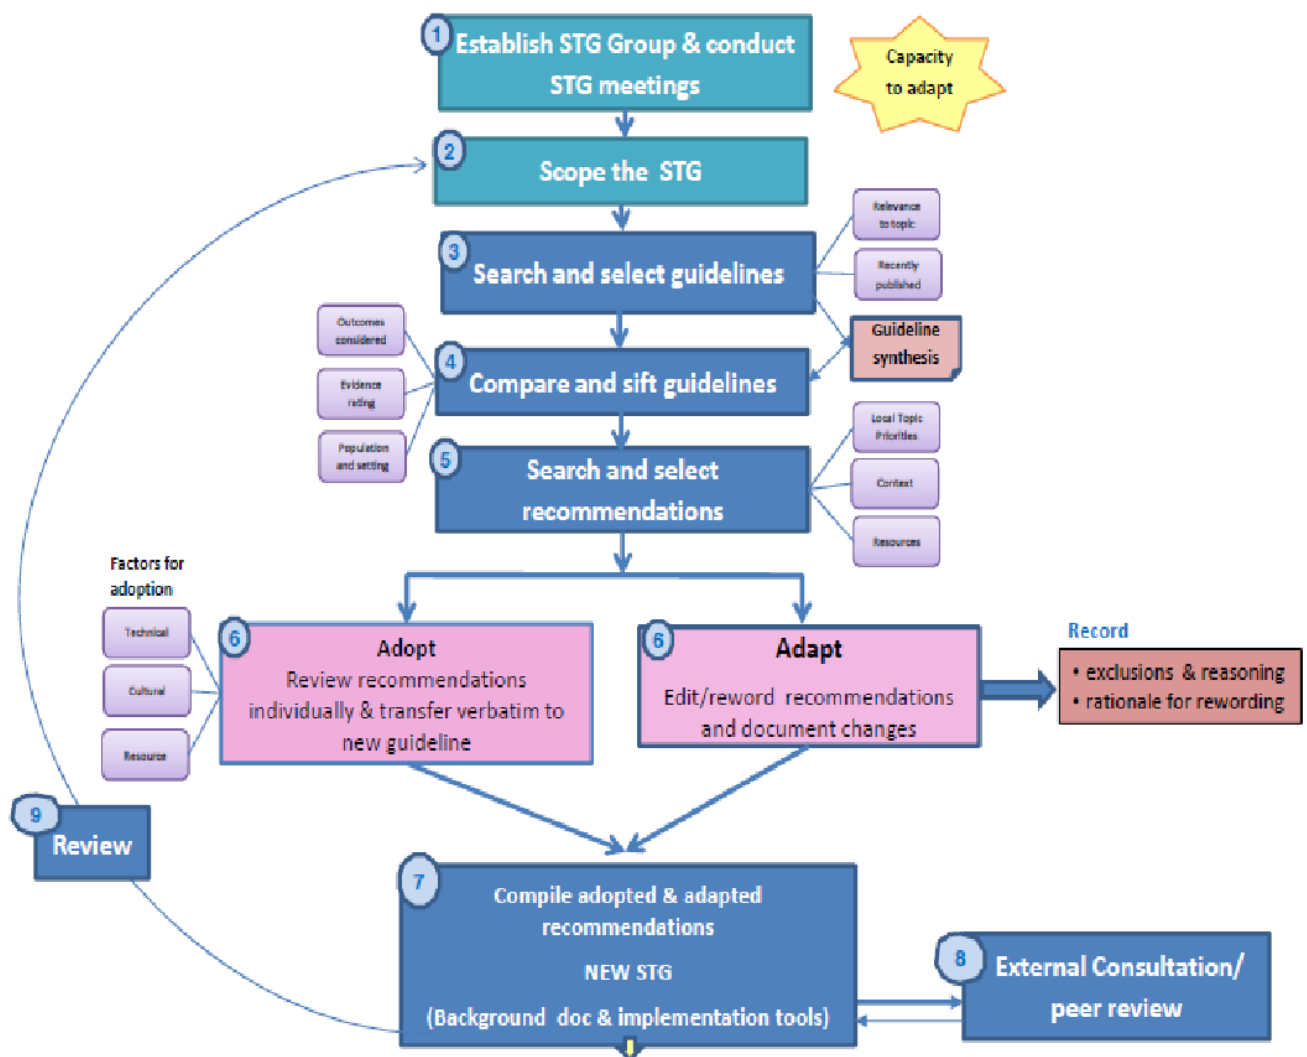 1
Establish STG Group & conduct
STG meetings
Capacity
to adapt
2
Scope the STG
3
Search and select guidelines
Relevance
to topic
Recently
published
Guideline
synthesis
Outcomes
considered
Evidence
rating
Population
and setting
4
Compare and sift guidelines
5
Search and select
recommendations
Local Topic
Priorities
Context
Resources
Factors for
adoption
Technical
Cultural
Resource
6
Adopt
Review recommendations
individually & transfer verbatim to
new guideline
6
Adapt
Edit/reword recommendations
and document changes
Record
• exclusions & reasoning
• rationale for rewording
9
Review
7
Compile adopted & adapted
recommendations
NEW STG
(Background doc & implementation tools)
8
External Consultation/
peer review